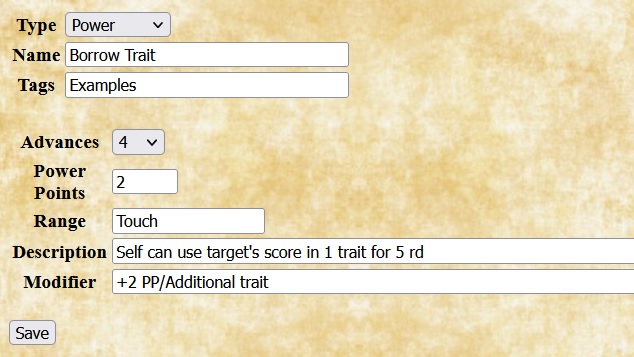 Type Power
Name Borrow Trait
Tags Examples
Advances 4
Power
Points 2
Range Touch
Description Self can use target's score in 1 trait for 5 rd
Modifier +2 PP/Additional trait
Save